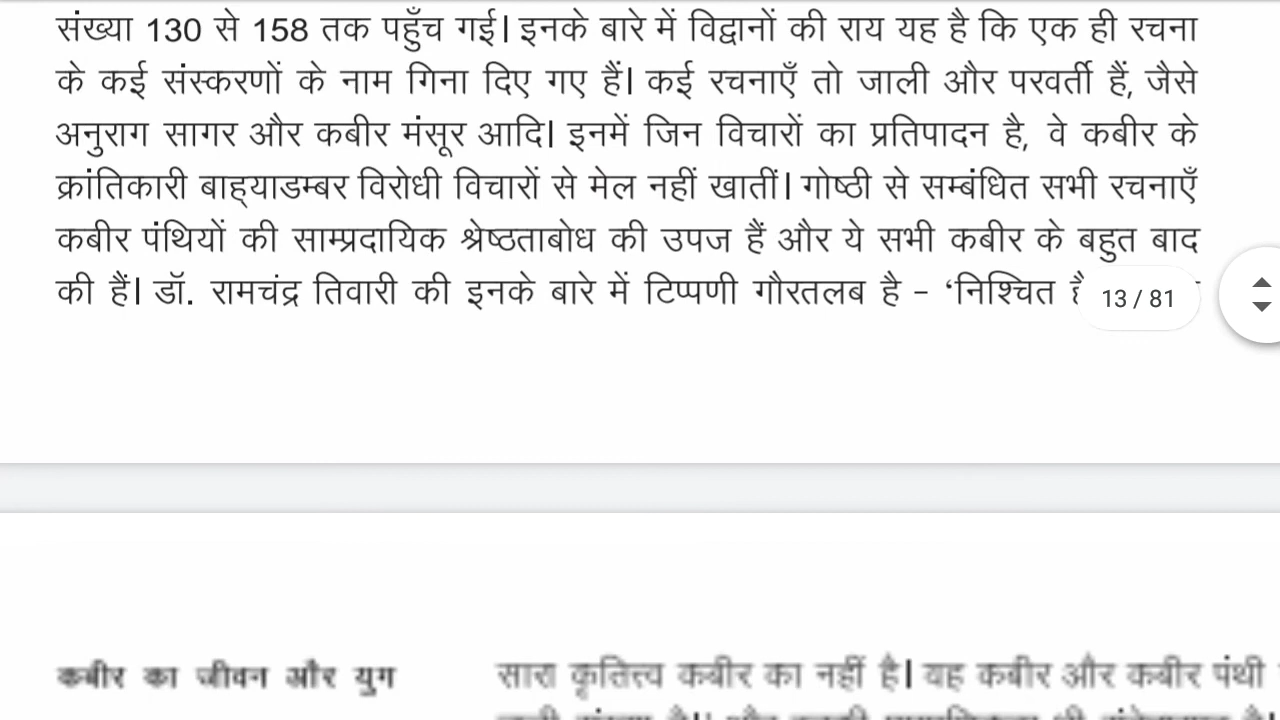 संख्या 130 से 158 तक पहुँच गई। इनके बारे में विद्वानों की राय यह है कि एक ही रचना
के कई संस्करणों के नाम गिना दिए गए हैं। कई रचनाएँ तो जाली और परवर्ती हैं, जैसे
अनुराग सागर और कबीर मंसूर आदि। इनमें जिन विचारों का प्रतिपादन है, वे कबीर के
क्रांतिकारी बाह्याडम्बर विरोधी विचारों से मेल नहीं खातीं। गोष्ठी से सम्बंधित सभी रचनाएँ
कबीर पंथियों की साम्प्रदायिक श्रेष्ठताबोध की उपज हैं और ये सभी कबीर के बहुत बाद
की हैं। डॉ. रामचंद्र तिवारी की इनके बारे में टिप्पणी गौरतलब है – ‘निश्चित
13 / 81
कबीर का जीवन और युग
सारा कृतित्त्व कबीर का नहीं है। यह कबीर और कबीर पंथी